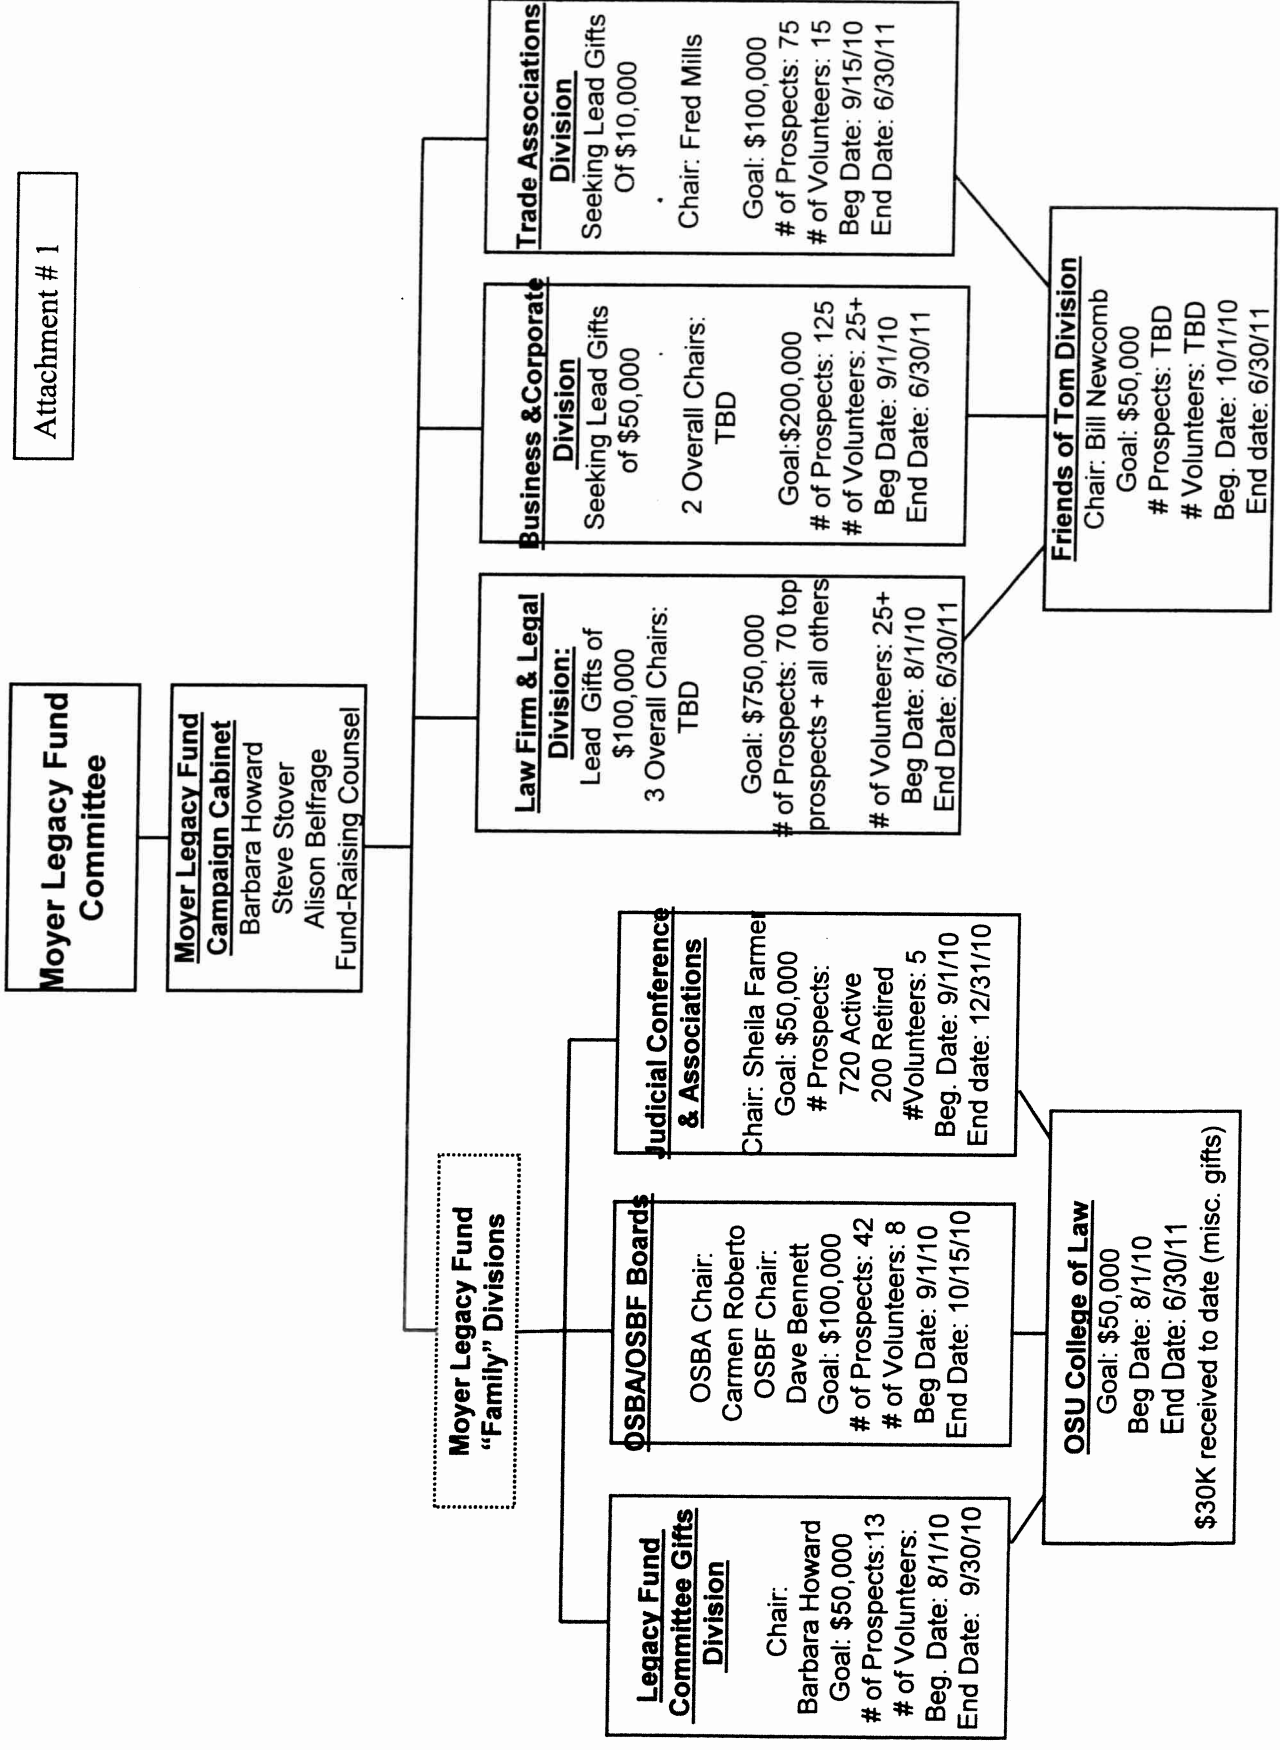 Attachment # 1
Moyer Legacy Fund
Committee
Moyer Legacy Fund
Campaign Cabinet
Barbara Howard
Steve Stover
Alison Belfrage
Fund-Raising Counsel
Moyer Legacy Fund
“Family” Divisions
Legacy Fund
Committee Gifts
Division
Chair:
Barbara Howard
Goal: $50,000
# of Prospects:13
# of Volunteers:
Beg. Date: 8/1/10
End Date: 9/30/10
OSBA/OSBF Boards
OSBA Chair:
Carmen Roberto
OSBF Chair:
Dave Bennett
Goal: $100,000
# of Prospects: 42
# of Volunteers: 8
Beg Date: 9/1/10
End Date: 10/15/10
Judicial Conference
& Associations
Chair: Sheila Farmer
Goal: $50,000
# Prospects:
720 Active
200 Retired
#Volunteers: 5
Beg. Date: 9/1/10
End date: 12/31/10
OSU College of Law
Goal: $50,000
Beg Date: 8/1/10
End Date: 6/30/11
$30K received to date (misc. gifts)
Law Firm & Legal
Division:
Lead Gifts of
$100,000
3 Overall Chairs:
TBD
Goal: $750,000
# of Prospects: 70 top
prospects + all others
# of Volunteers: 25+
Beg Date: 8/1/10
End Date: 6/30/11
Business &Corporate
Division
Seeking Lead Gifts
of $50,000
2 Overall Chairs:
TBD
Goal:$200,000
# of Prospects: 125
# of Volunteers: 25+
Beg Date: 9/1/10
End Date: 6/30/11
Trade Associations
Division
Seeking Lead Gifts
Of $10,000
Chair: Fred Mills
Goal: $100,000
# of Prospects: 75
# of Volunteers: 15
Beg Date: 9/15/10
End Date: 6/30/11
Friends of Tom Division
Chair: Bill Newcomb
Goal: $50,000
# Prospects: TBD
# Volunteers: TBD
Beg. Date: 10/1/10
End date: 6/30/11